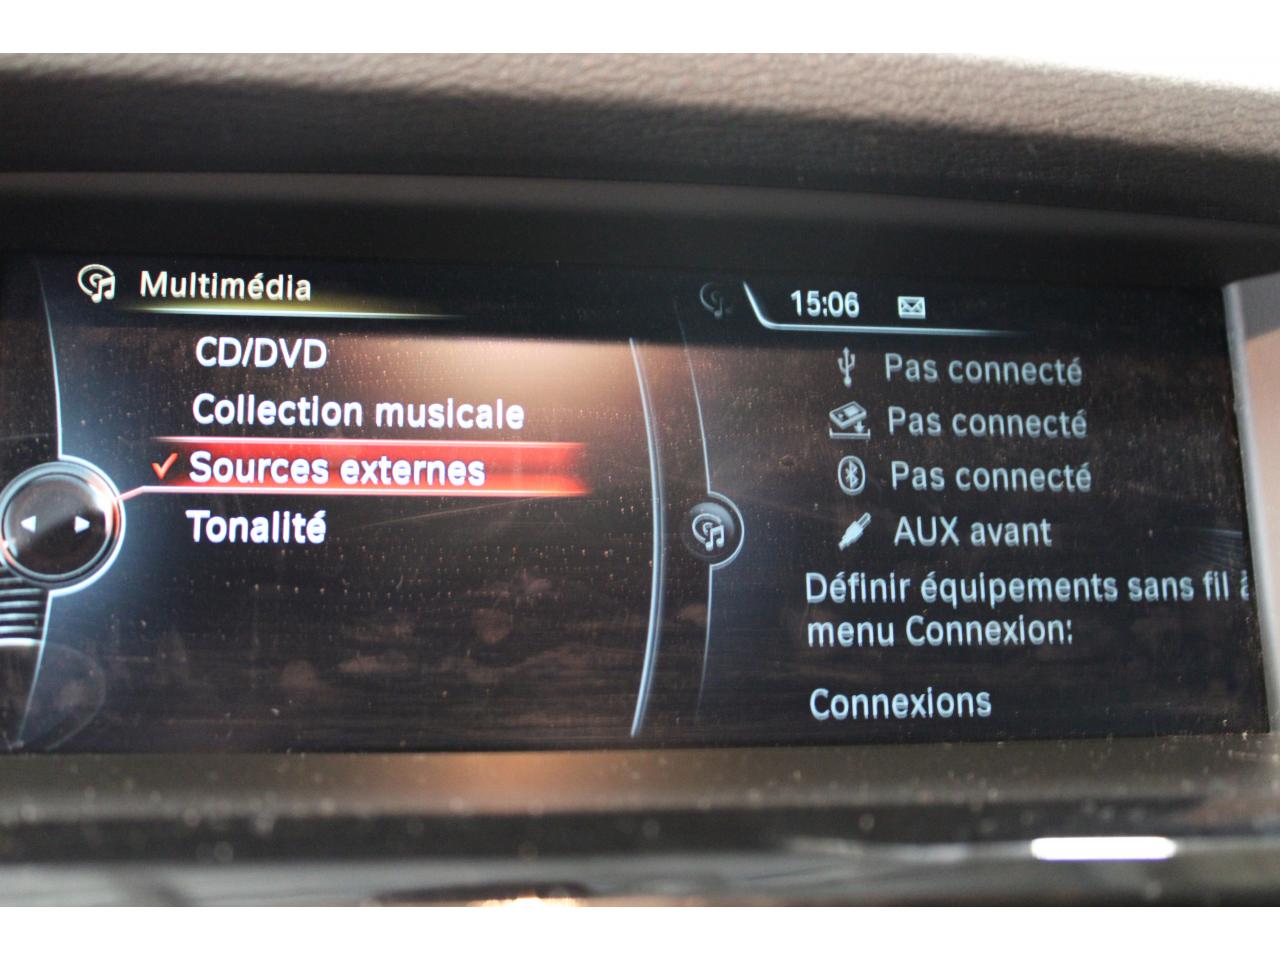 Multimédia
CD/DVD
Collection musicale
Sources externes
Tonalité
15:06
Pas connecté
Pas connecté
Pas connecté
AUX avant
Définir équipements sans fil
menu Connexion:
Connexions